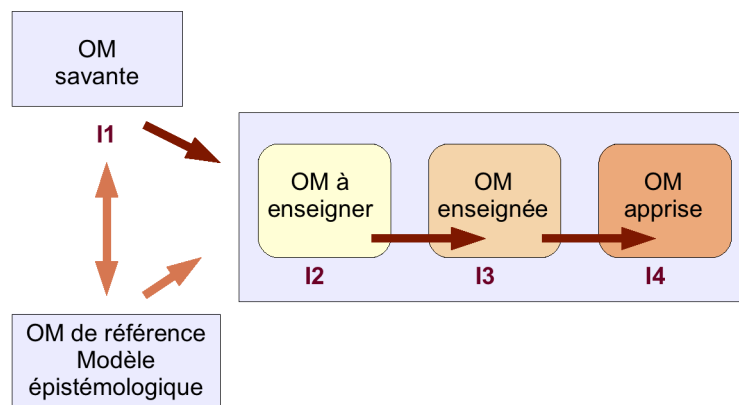 OM
savante
I1
OM à
enseigner
I2
OM
enseignée
I3
OM
apprise
I4
OM de référence
Modèle
épistémologique